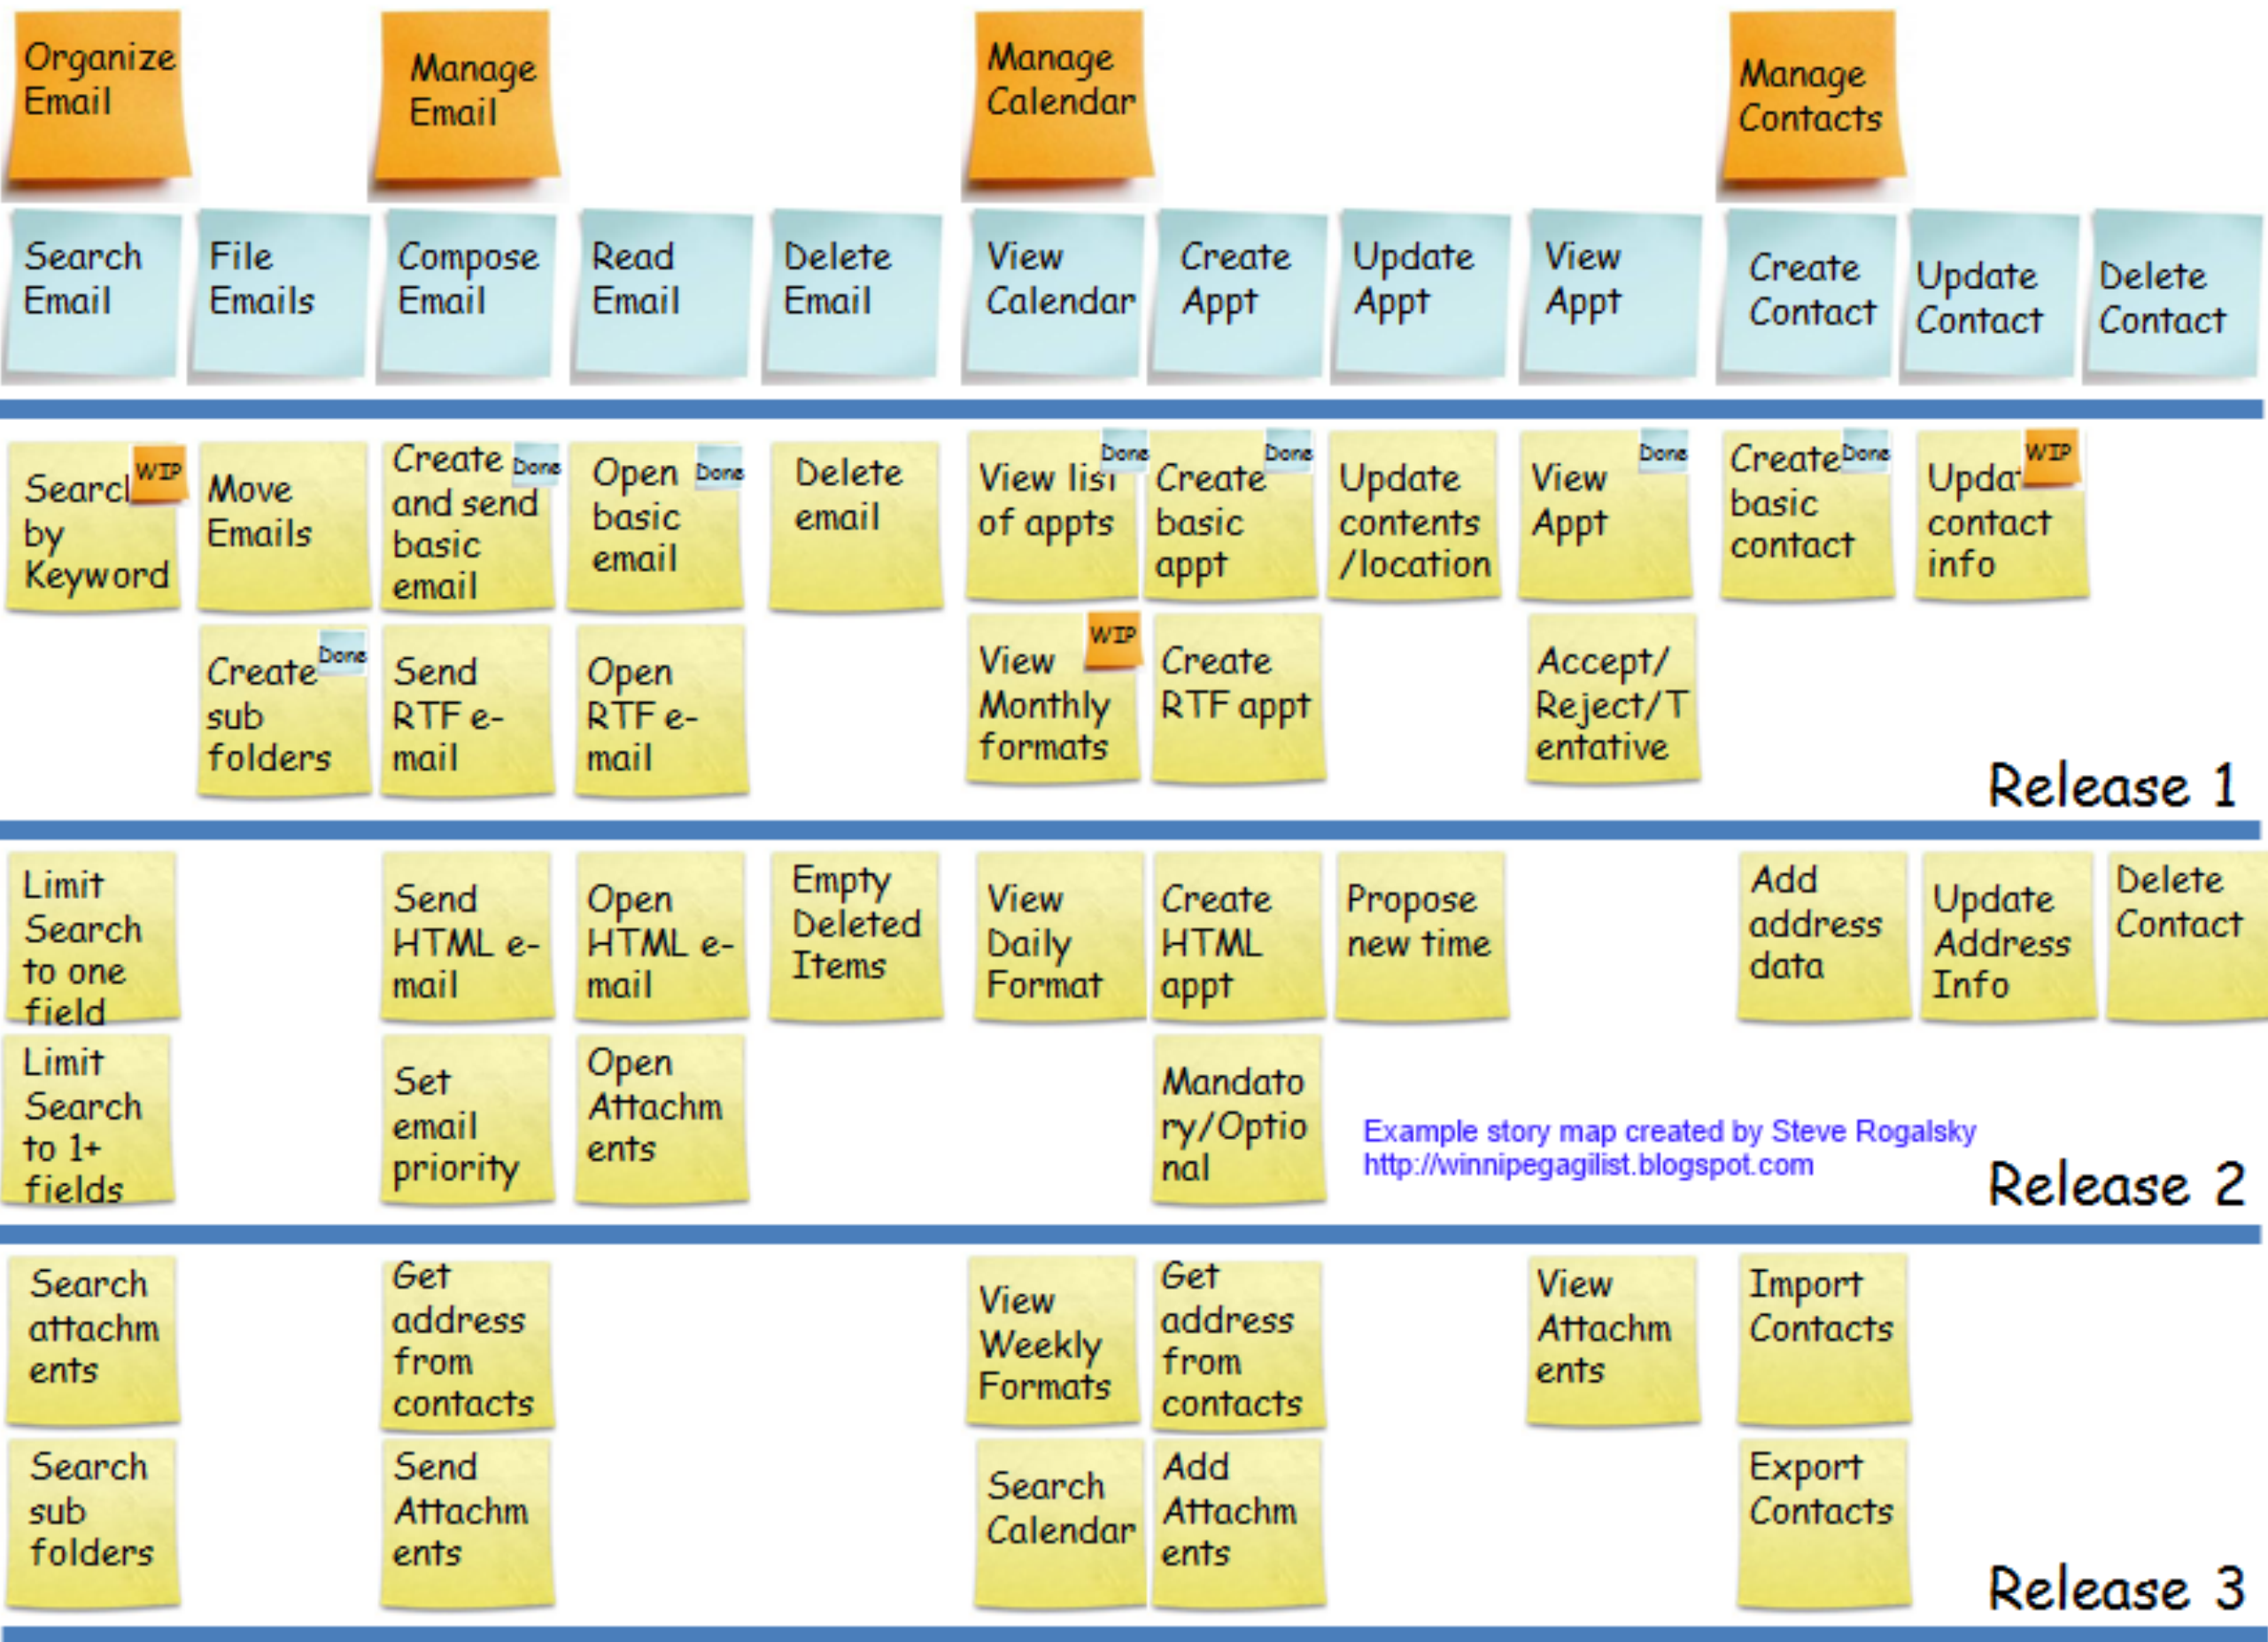 Organize
Email
Manage
Email
Manage
Calendar
Manage
Contacts
Search
Email
File
Emails
Compose
Email
Read
Email
Delete
Email
View
Calendar
Create
Appt
Update
Appt
View
Appt
Create
Contact
Update
Contact
Delete
Contact
Searc
by
Keyword
WIP
Move
Emails
Create
and send
basic
email
Done
Open
basic
email
Done
Delete
email
View list
of appts
Done
Create
basic
appt
Done
Update
contents
/location
View
Appt
Done
Create
basic
contact
Done
Updat
contact
info
WIP
Create
sub
folders
Done
Send
RTF e-
mail
Open
RTF e-
mail
View
Monthly
formats
WIP
Create
RTF appt
Accept/
Reject/T
entative
Release 1
Limit
Search
to one
field
Send
HTML e-
mail
Open
HTML e-
mail
Empty
Deleted
Items
View
Daily
Format
Create
HTML
appt
Propose
new time
Add
address
data
Update
Address
Info
Delete
Contact
Limit
Search
to 1+
fields
Set
email
priority
Open
Attachm
ents
Mandato
ry/Optio
nal
Example story map created by Steve Rogalsky
http://winnipegagilist.blogspot.com
Release 2
Search
attachm
ents
Get
address
from
contacts
View
Weekly
Formats
Get
address
from
contacts
View
Attachm
ents
Import
Contacts
Search
sub
folders
Send
Attachm
ents
Search
Calendar
Add
Attachm
ents
Export
Contacts
Release 3